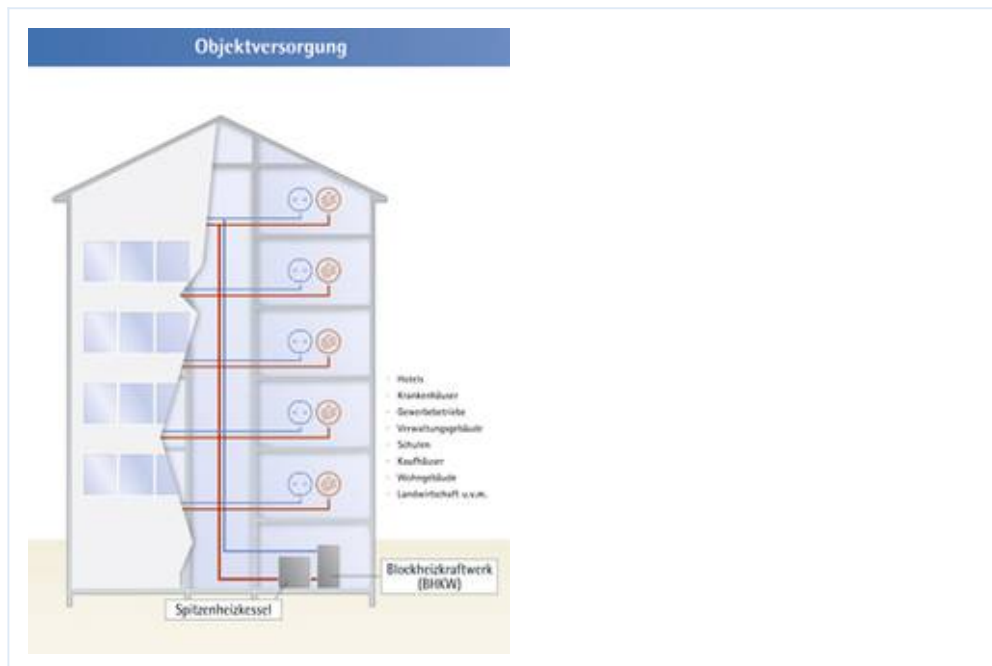 Objektversorgung
Hotels
Krankenhäuser
Gewerbebetriebe
Verwaltungsgebäude
Schulen
Kaufhäuser
Wohngebäude
Landwirtschaft u.v.m.
Blockheizkraftwerk
(BHKW)
Spitzenheizkessel